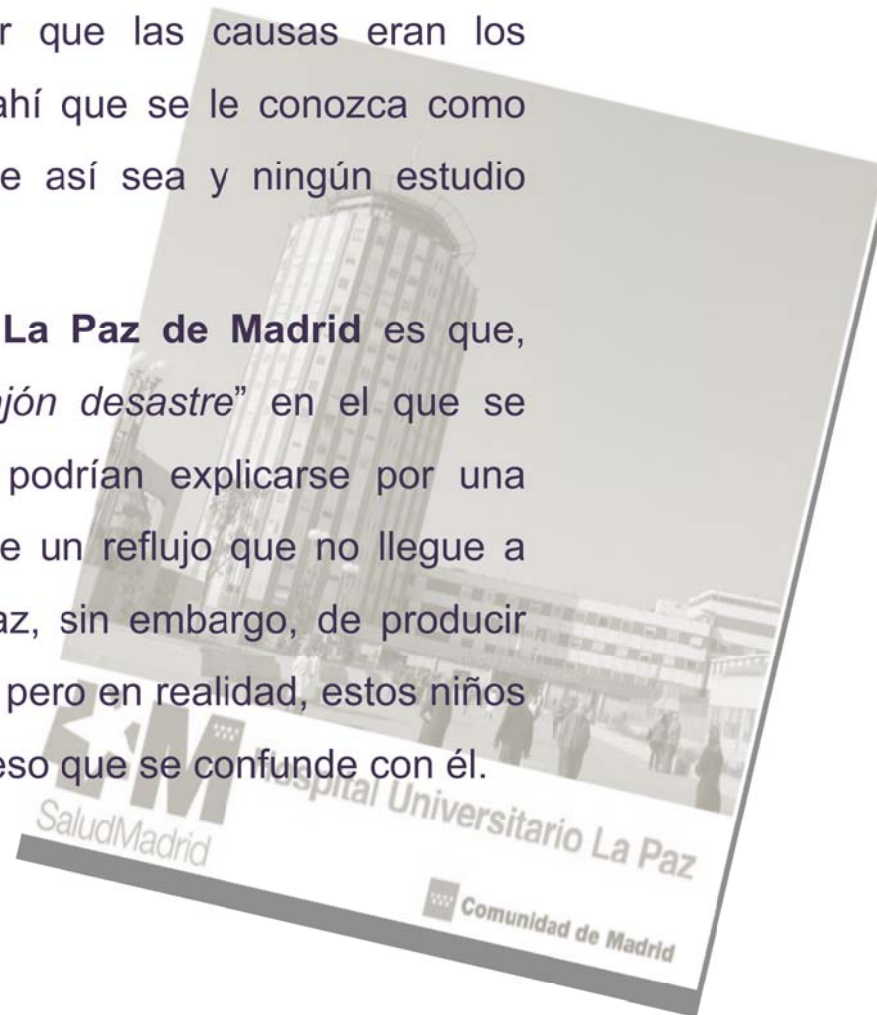 r que las causas eran los
ahí que se le conozca como
e así sea y ningún estudio
La Paz de Madrid es que,
ajón desastre” en el que se
podrían explicarse por una
e un reflujo que no llegue a
az, sin embargo, de producir
pero en realidad, estos niños
eso que se confunde con él.
SaludMadrid
Hospital Universitario La Paz
Comunidad de Madrid